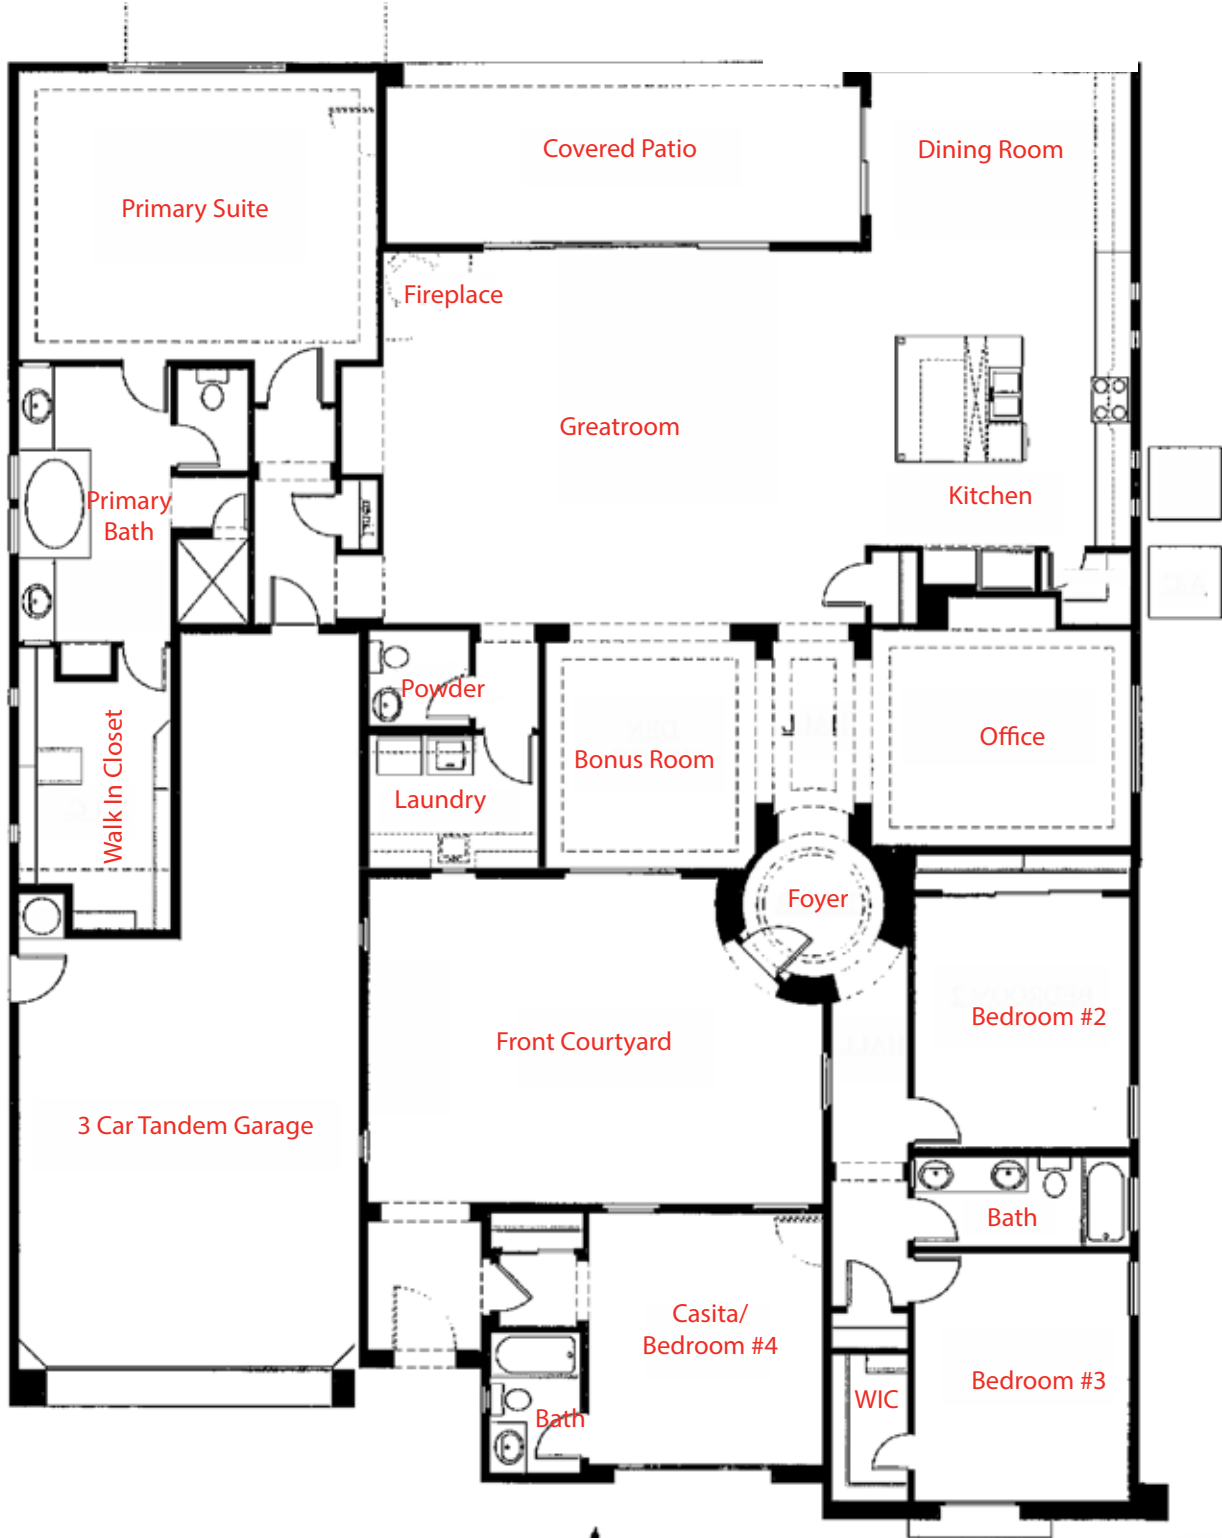 Covered Patio
Dining Room
Primary Suite
Fireplace
Greatroom
Kitchen
Primary
Bath
Powder
Walk In Closet
Laundry
Bonus Room
Office
Foyer
Bedroom #2
Front Courtyard
3 Car Tandem Garage
Bath
Casita/
Bedroom #4
Bedroom #3
WIC
Bath